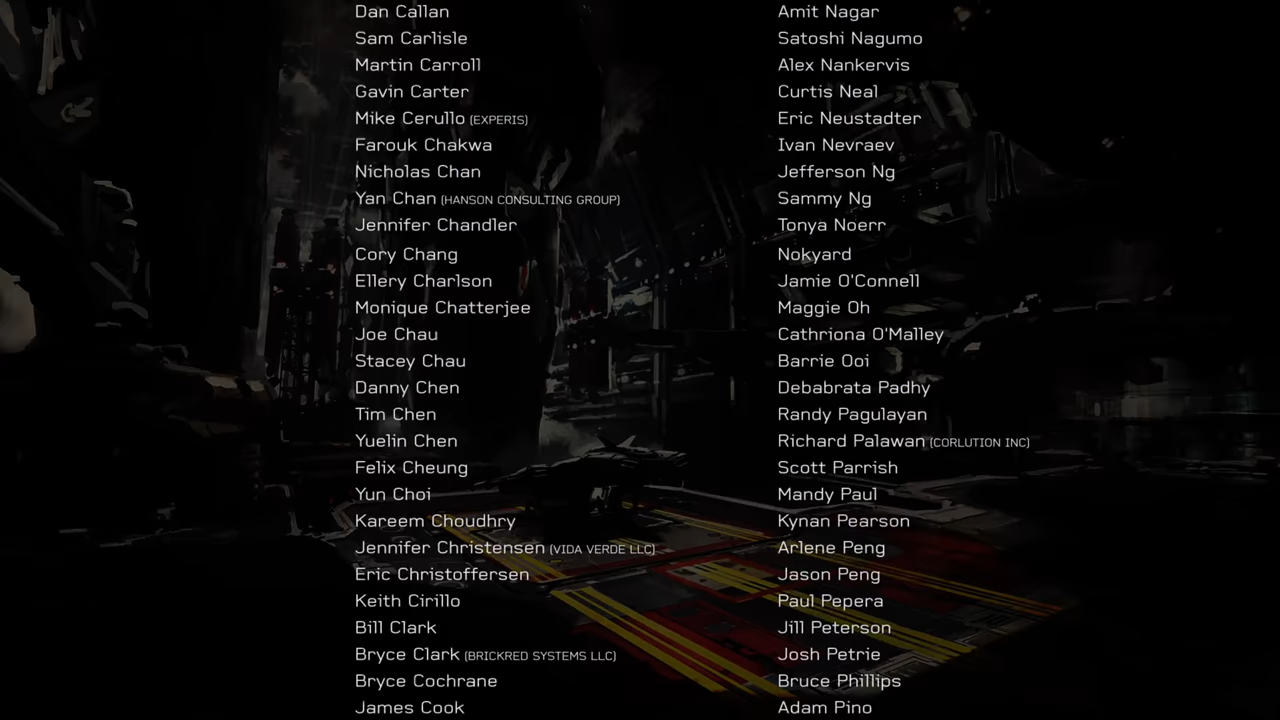 Dan Callan
Sam Carlisle
Martin Carroll
Gavin Carter
Mike Cerullo (EXPERIS)
Farouk Chakwa
Nicholas Chan
Yan Chan (HANSON CONSULTING GROUP)
Jennifer Chandler
Cory Chang
Ellery Charlson
Monique Chatterjee
Joe Chau
Stacey Chau
Danny Chen
Tim Chen
Yuelin Chen
Felix Cheung
Yun Choi
Kareem Choudhry
Jennifer Christensen (VIDA VERDE LLC)
Eric Christoffersen
Keith Cirillo
Bill Clark
Bryce Clark (BRICKRED SYSTEMS LLC)
Bryce Cochrane
James Cook
Amit Nagar
Satoshi Nagumo
Alex Nankervis
Curtis Neal
Eric Neustadter
Ivan Nevraev
Jefferson Ng
Sammy Ng
Tonya Noerr
Nokyard
Jamie O'Connell
Maggie Oh
Cathriona O'Malley
Barrie Ooi
Debabrata Padhy
Randy Pagulayan
Richard Palawan (CORLUTION INC)
Scott Parrish
Mandy Paul
Kynan Pearson
Arlene Peng
Jason Peng
Paul Pepera
Jill Peterson
Josh Petrie
Bruce Phillips
Adam Pino